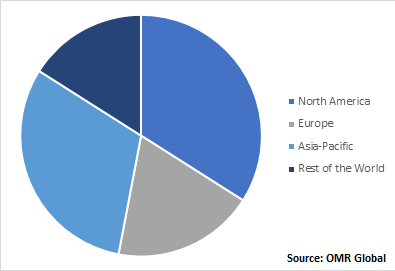 North America
Europe
Asia-Pacific
Rest of the World
Source: OMR Global